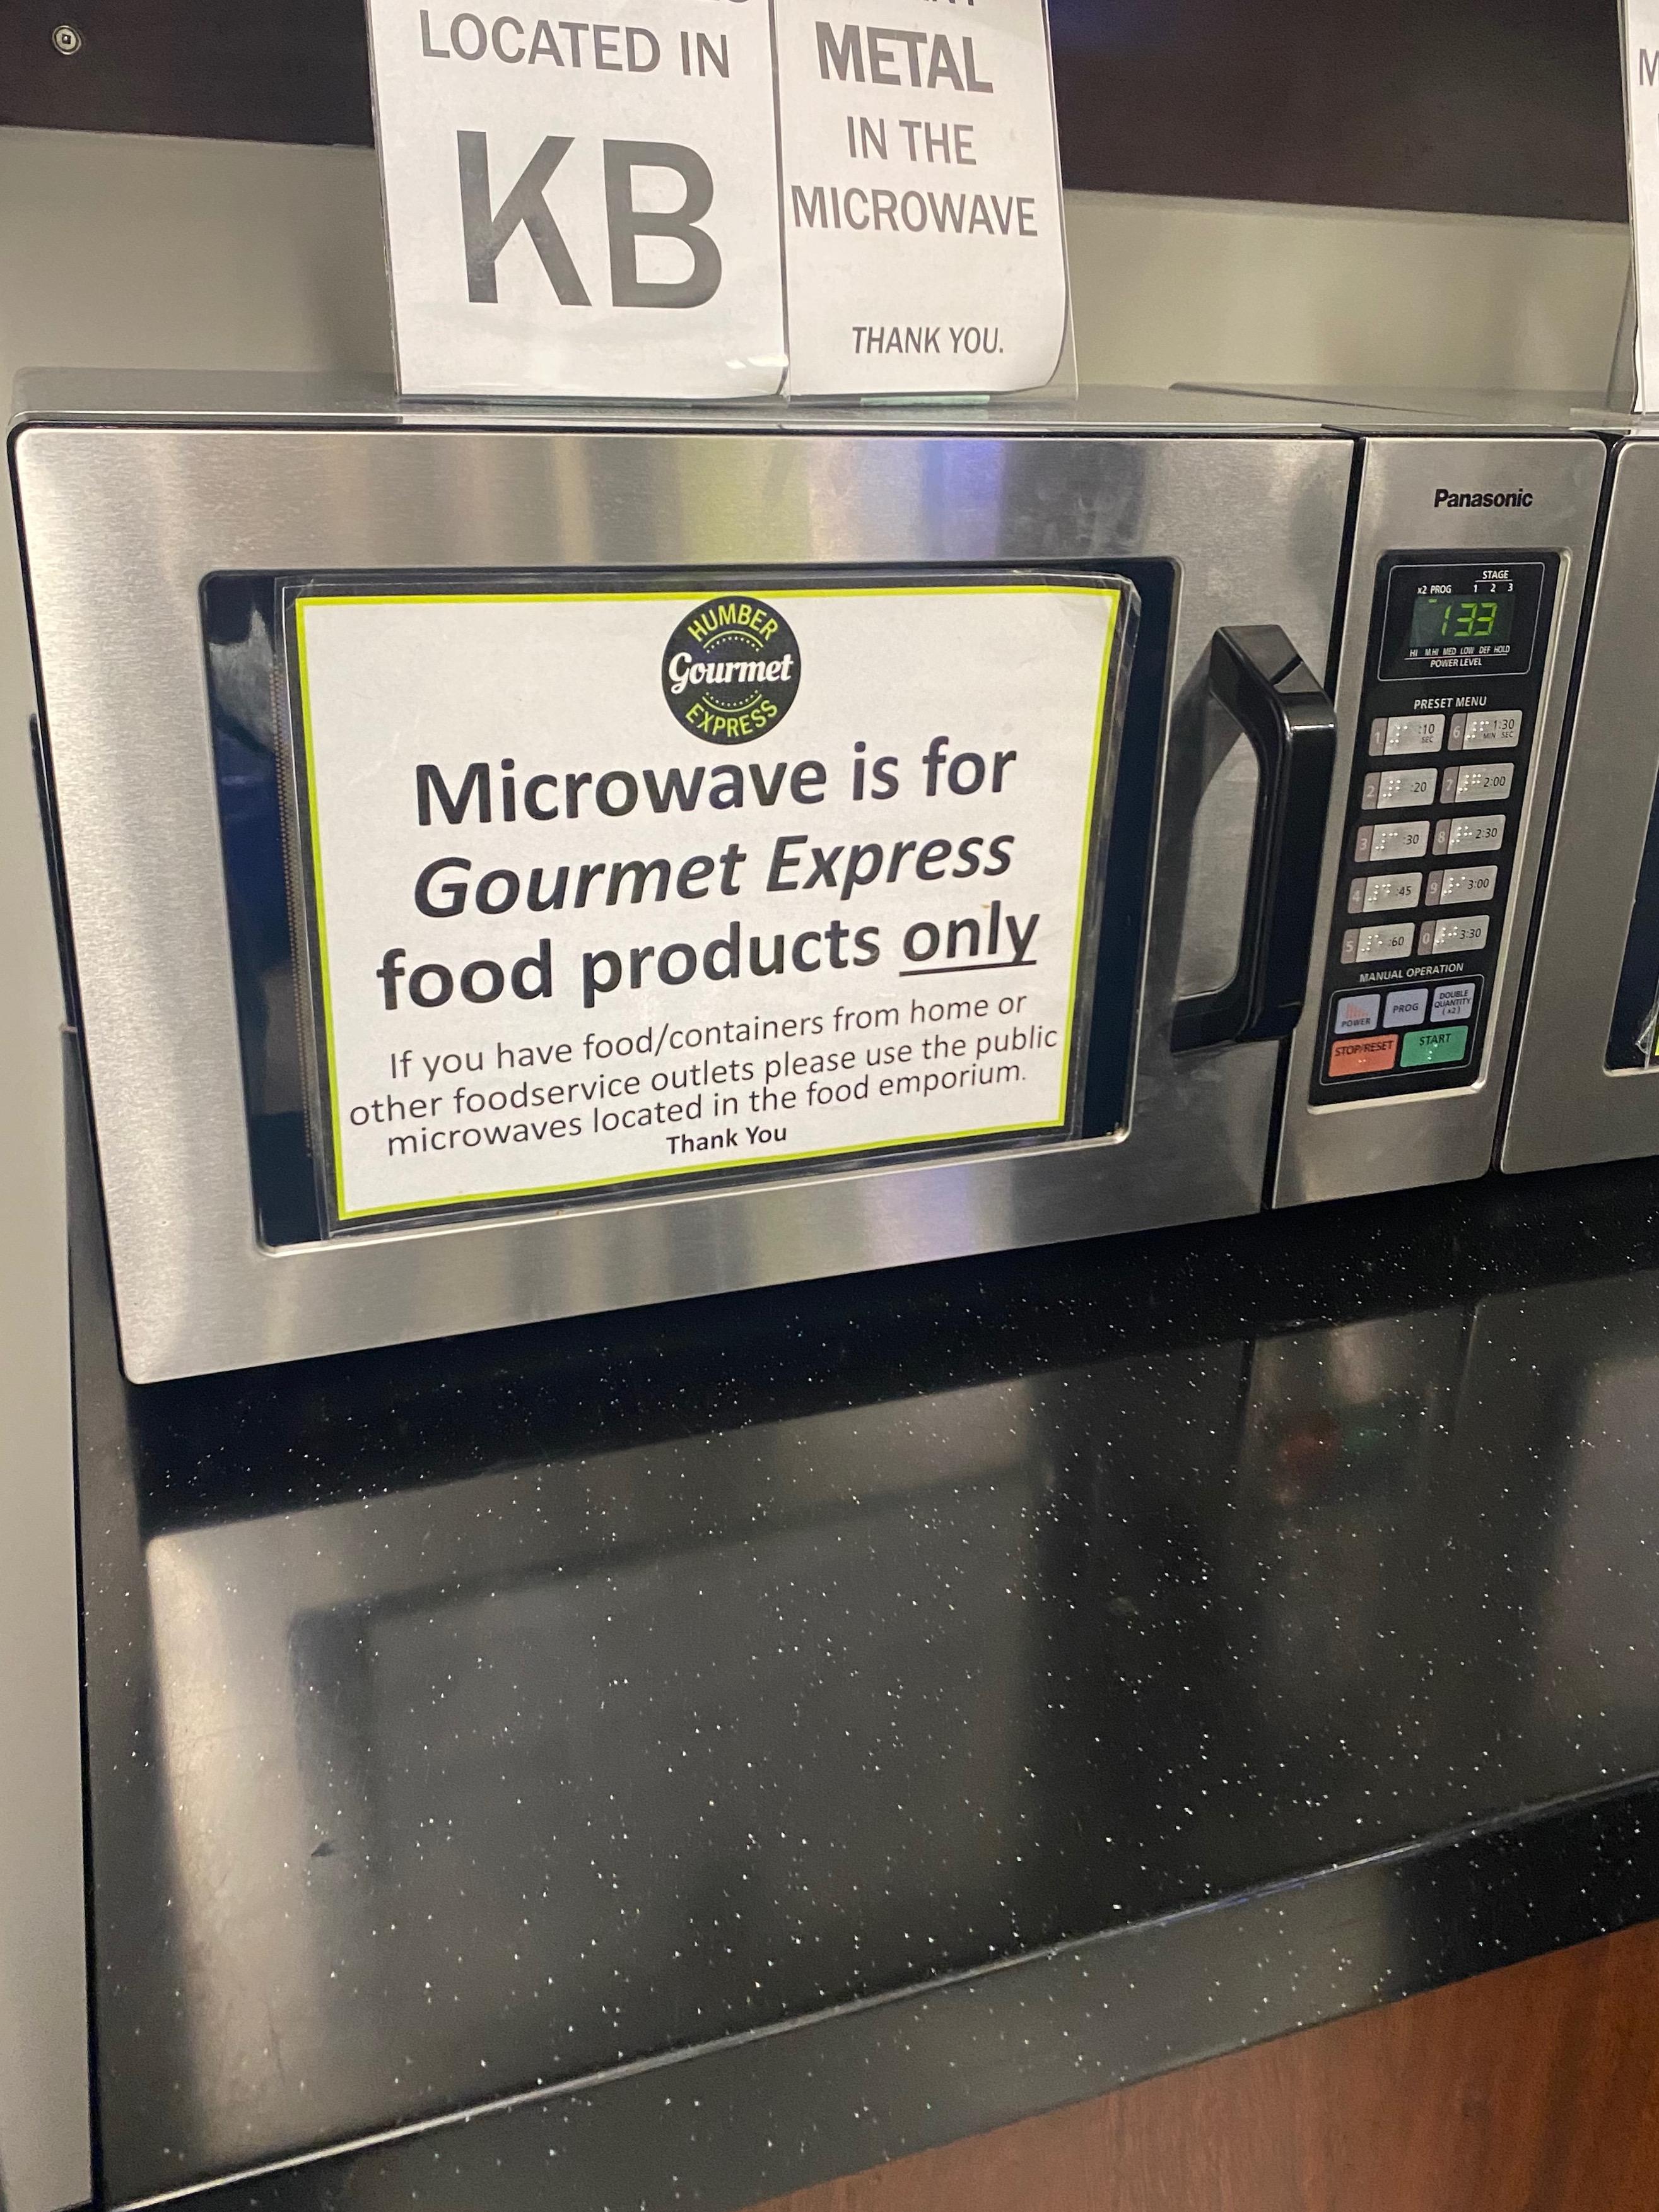 LOCATED IN
KB
METAL
IN THE
MICROWAVE
THANK YOU.
Panasonic
STAGE
x2 PROG 1 2 3
133
HI M.HI MED LOW DEF HOLD
POWER LEVEL
PRESET MENU
1 :10 SEC
6 1:30 MIN SEC
2 :20
7 2:00
3 :30
8 2:30
4 :45
9 3:00
5 :60
0 3:30
MANUAL OPERATION
POWER
PROG
DOUBLE
QUANTITY
(x2)
STOP/RESET
START
HUMBER
Gourmet
EXPRESS
Microwave is for
Gourmet Express
food products only
If you have food/containers from home or
other foodservice outlets please use the public
microwaves located in the food emporium.
Thank You